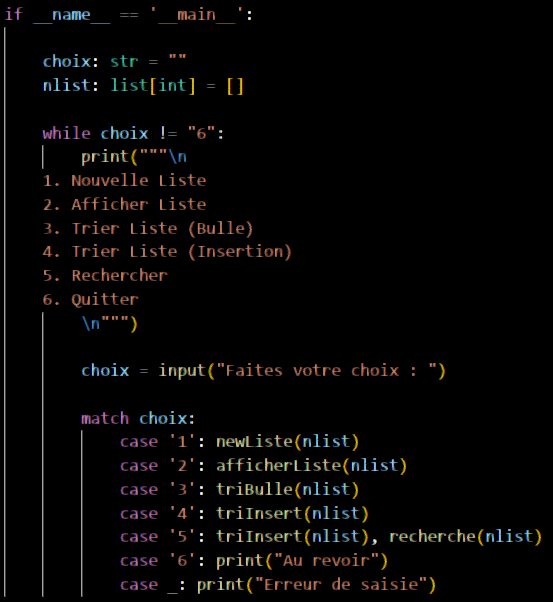 if __name__ == '__main__':
choix: str = ""
nlist: list[int] = []
while choix != "6":
print("""\n
1. Nouvelle Liste
2. Afficher Liste
3. Trier Liste (Bulle)
4. Trier Liste (Insertion)
5. Rechercher
6. Quitter
\n""")
choix = input("Faites votre choix : ")
match choix:
case '1': newListe(nlist)
case '2': afficherListe(nlist)
case '3': triBulle(nlist)
case '4': triInsert(nlist)
case '5': triInsert(nlist), recherche(nlist)
case '6': print("Au revoir")
case _: print("Erreur de saisie")